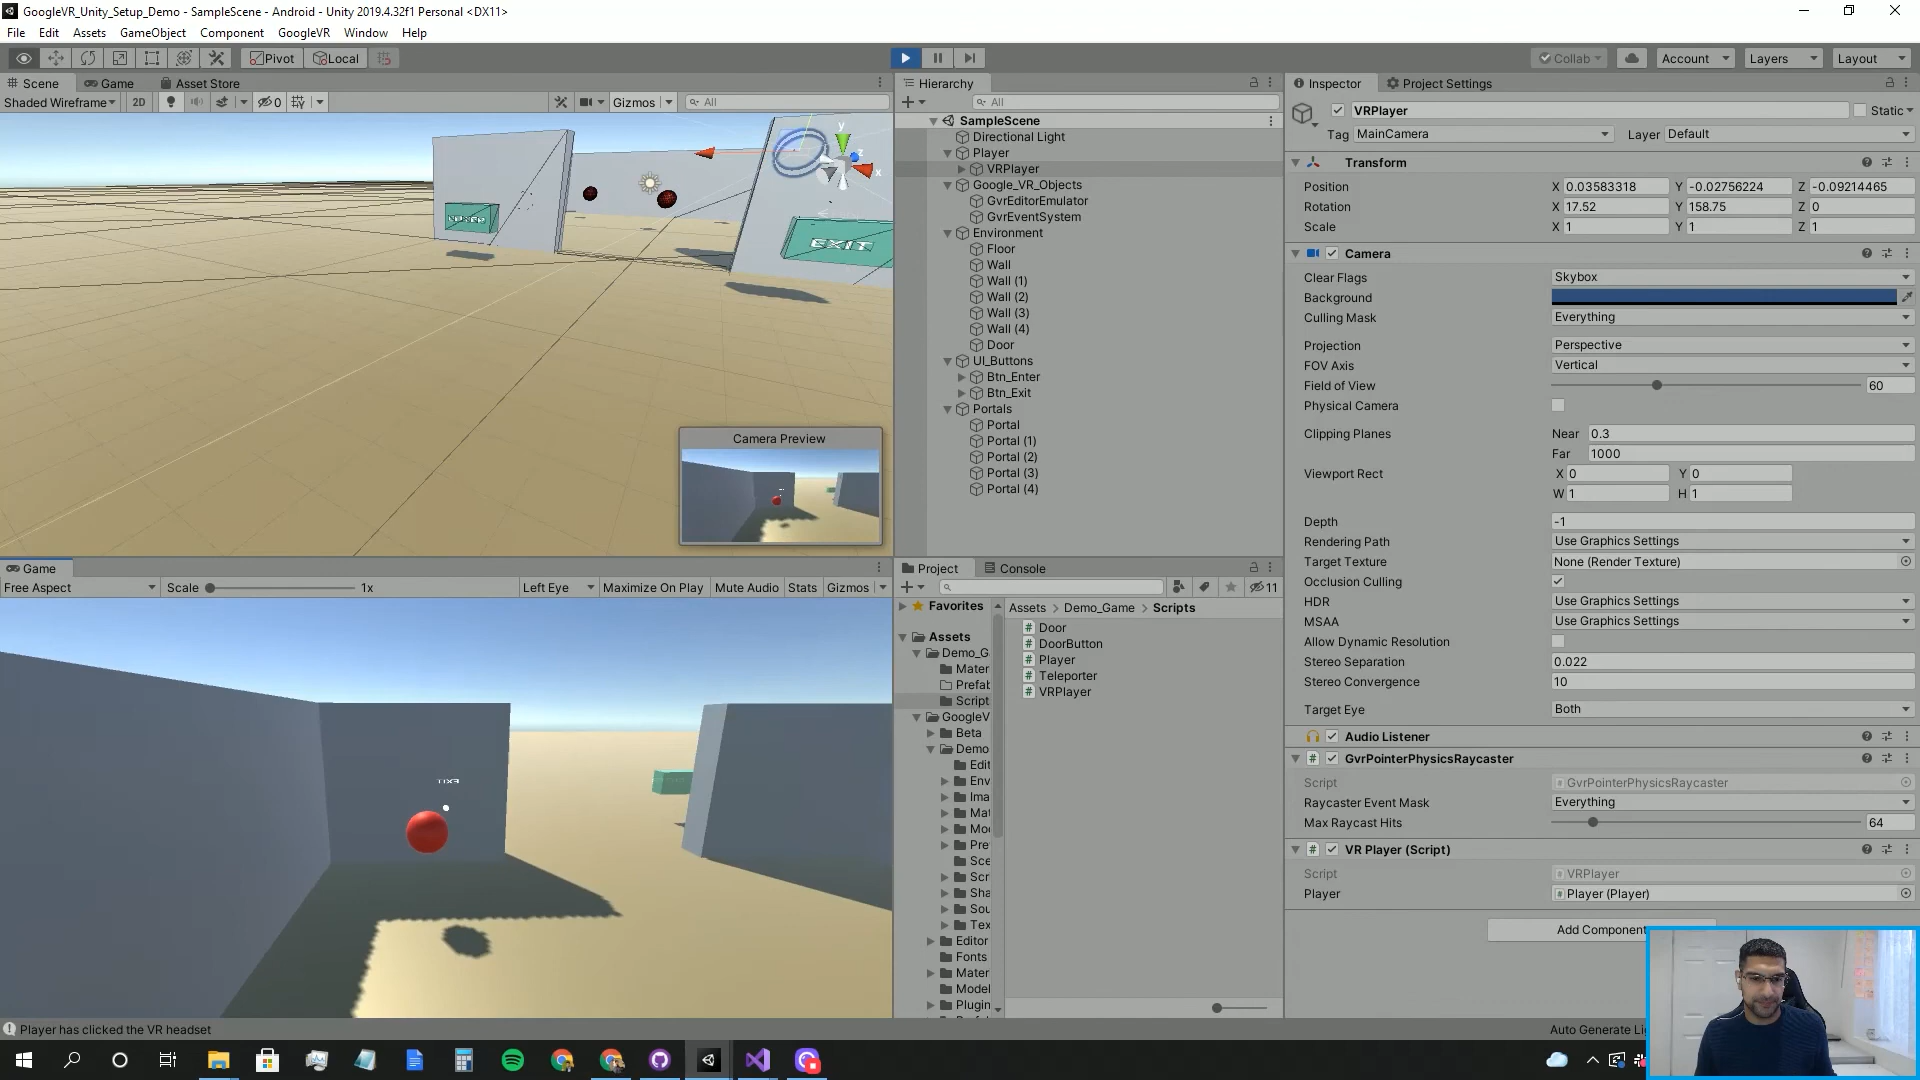 GoogleVR_Unity_Setup_Demo - SampleScene - Android - Unity 2019.4.32f1 Personal <DX11>
File Edit Assets GameObject Component GoogleVR Window Help
Pivot Local Collab Account Layers Layout
Scene Game Asset Store
Shaded Wireframe 2D 0 Gizmos All
y
x
z
EXIT
Camera Preview
Game
Free Aspect Scale 1x Left Eye Maximize On Play Mute Audio Stats Gizmos
EXIT
Hierarchy
All
SampleScene
Directional Light
Player
VRPlayer
Google_VR_Objects
GvrEditorEmulator
GvrEventSystem
Environment
Floor
Wall
Wall (1)
Wall (2)
Wall (3)
Wall (4)
Door
UI_Buttons
Btn_Enter
Btn_Exit
Portals
Portal
Portal (1)
Portal (2)
Portal (3)
Portal (4)
Project Console
11
Favorites
Assets
Demo_G
Mater
Prefab
Script
GoogleV
Beta
Demo
Edit
Env
Ima
Mat
Mod
Pre
Sce
Scr
Sha
Sou
Tex
Editor
Fonts
Mater
Model
Plugin
Assets > Demo_Game > Scripts
Door
DoorButton
Player
Teleporter
VRPlayer
Inspector Project Settings
VRPlayer Static
Tag MainCamera Layer Default
Transform
Position X 0.03583318 Y -0.02756224 Z -0.09214465
Rotation X 17.52 Y 158.75 Z 0
Scale X 1 Y 1 Z 1
Camera
Clear Flags Skybox
Background
Culling Mask Everything
Projection Perspective
FOV Axis Vertical
Field of View 60
Physical Camera
Clipping Planes Near 0.3
Far 1000
Viewport Rect X 0 Y 0
W 1 H 1
Depth -1
Rendering Path Use Graphics Settings
Target Texture None (Render Texture)
Occlusion Culling
HDR Use Graphics Settings
MSAA Use Graphics Settings
Allow Dynamic Resolution
Stereo Separation 0.022
Stereo Convergence 10
Target Eye Both
Audio Listener
GvrPointerPhysicsRaycaster
Script GvrPointerPhysicsRaycaster
Raycaster Event Mask Everything
Max Raycast Hits 64
VR Player (Script)
Script VRPlayer
Player Player (Player)
Add Component
Player has clicked the VR headset
Auto Generate Li